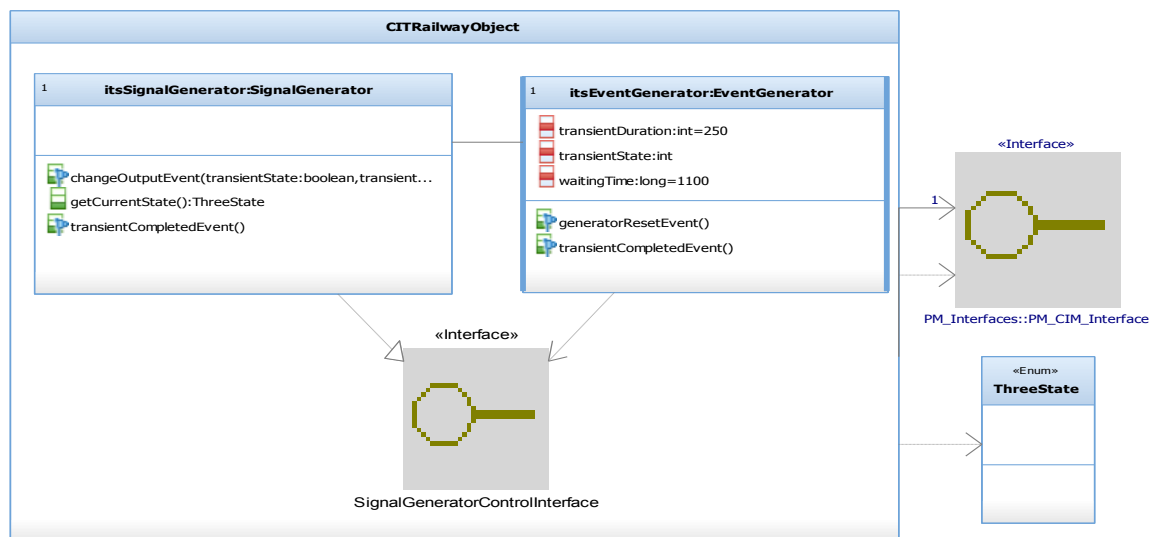 CITRailwayObject
1
itsSignalGenerator:SignalGenerator
changeOutputEvent(transientState:boolean,transient...
getCurrentState():ThreeState
transientCompletedEvent()
1
itsEventGenerator:EventGenerator
transientDuration:int=250
transientState:int
waitingTime:long=1100
generatorResetEvent()
transientCompletedEvent()
«Interface»
SignalGeneratorControlInterface
1
«Interface»
PM_Interfaces::PM_CIM_Interface
«Enum»
ThreeState